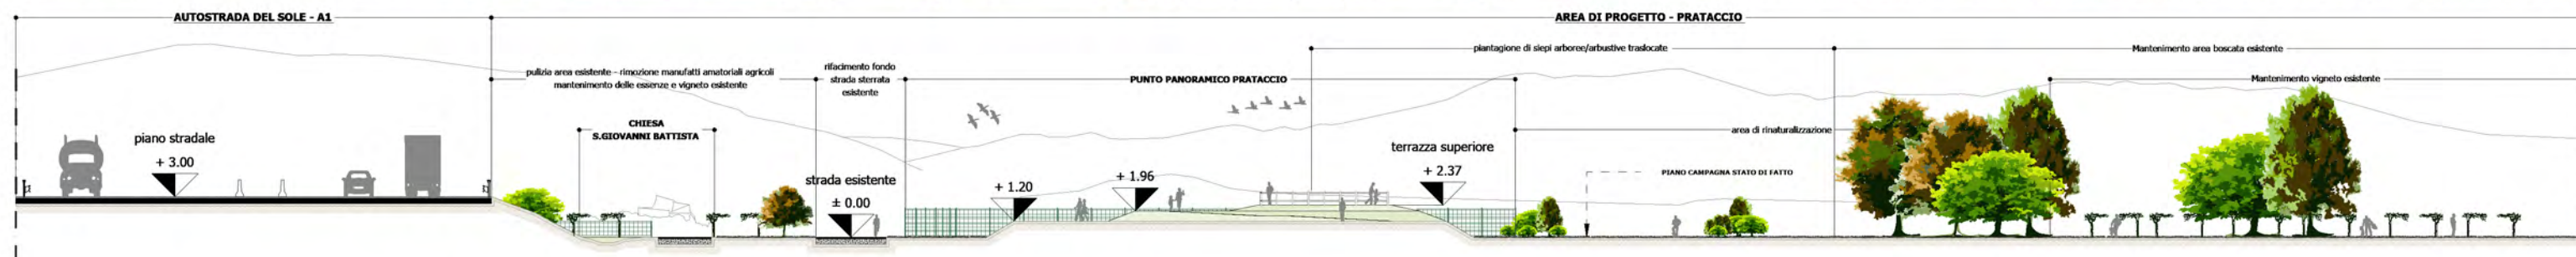 AUTOSTRADA DEL SOLE - A1
AREA DI PROGETTO - PRATACCIO
piantagione di siepi arboree/arbustive traslocate
Mantenimento area boscata esistente
pulizia area esistente - rimozione manufatti amatoriali agricoli
mantenimento delle essenze e vigneto esistente
rifacimento fondo
strada sterrata
esistente
PUNTO PANORAMICO PRATACCIO
Mantenimento vigneto esistente
CHIESA
S.GIOVANNI BATTISTA
area di rinaturalizzazione
piano stradale
+ 3.00
terrazza superiore
+ 2.37
PIANO CAMPAGNA STATO DI FATTO
strada esistente
± 0.00
+ 1.20
+ 1.96